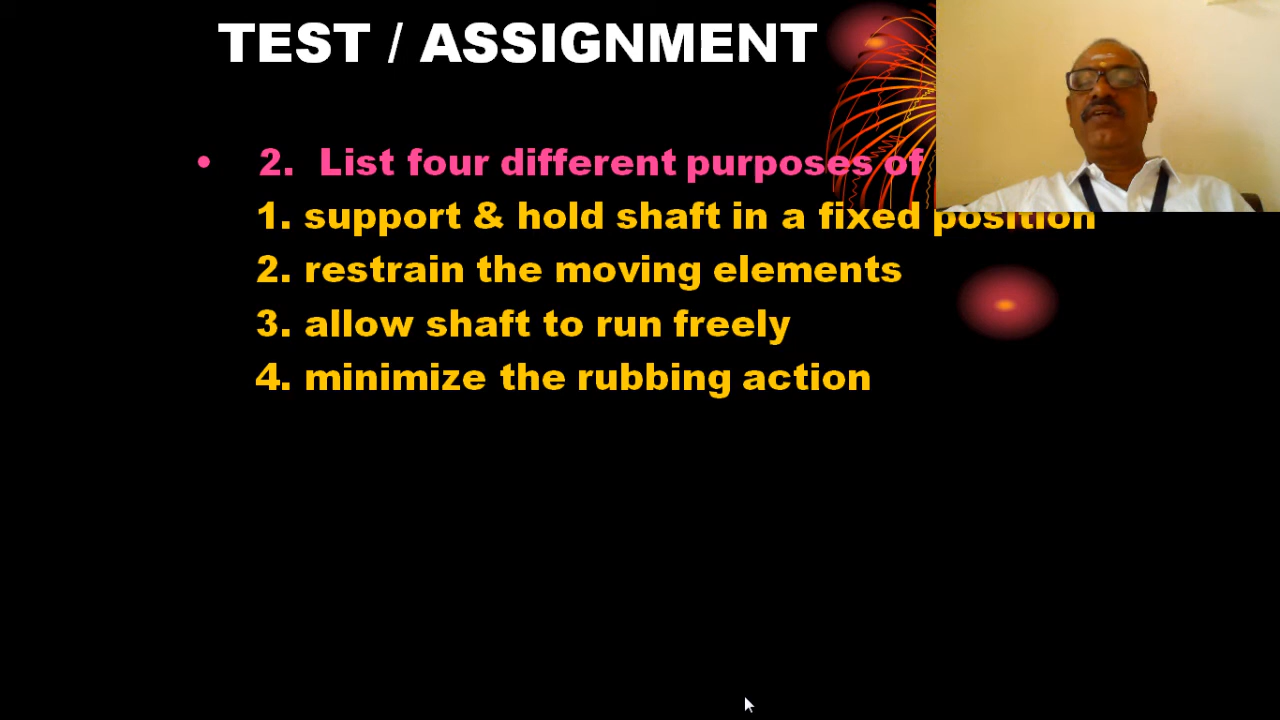 TEST / ASSIGNMENT
• 2. List four different purposes of
1. support & hold shaft in a fixed position
2. restrain the moving elements
3. allow shaft to run freely
4. minimize the rubbing action